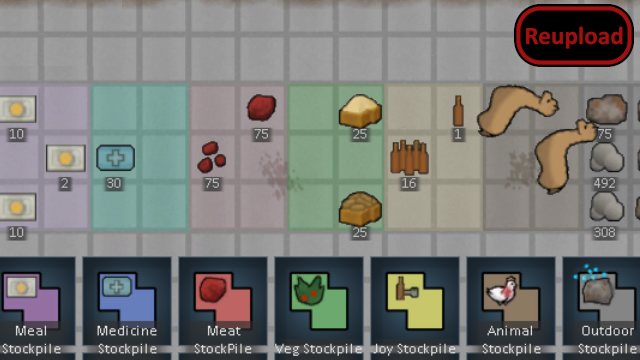 Reupload
10
75
25
1
75
2
30
75
16
492
10
25
308
Meal
Stockpile
Medicine
Stockpile
Meat
StockPile
Veg Stockpile
Joy Stockpile
Animal
Stockpile
Outdoor
Stockpile